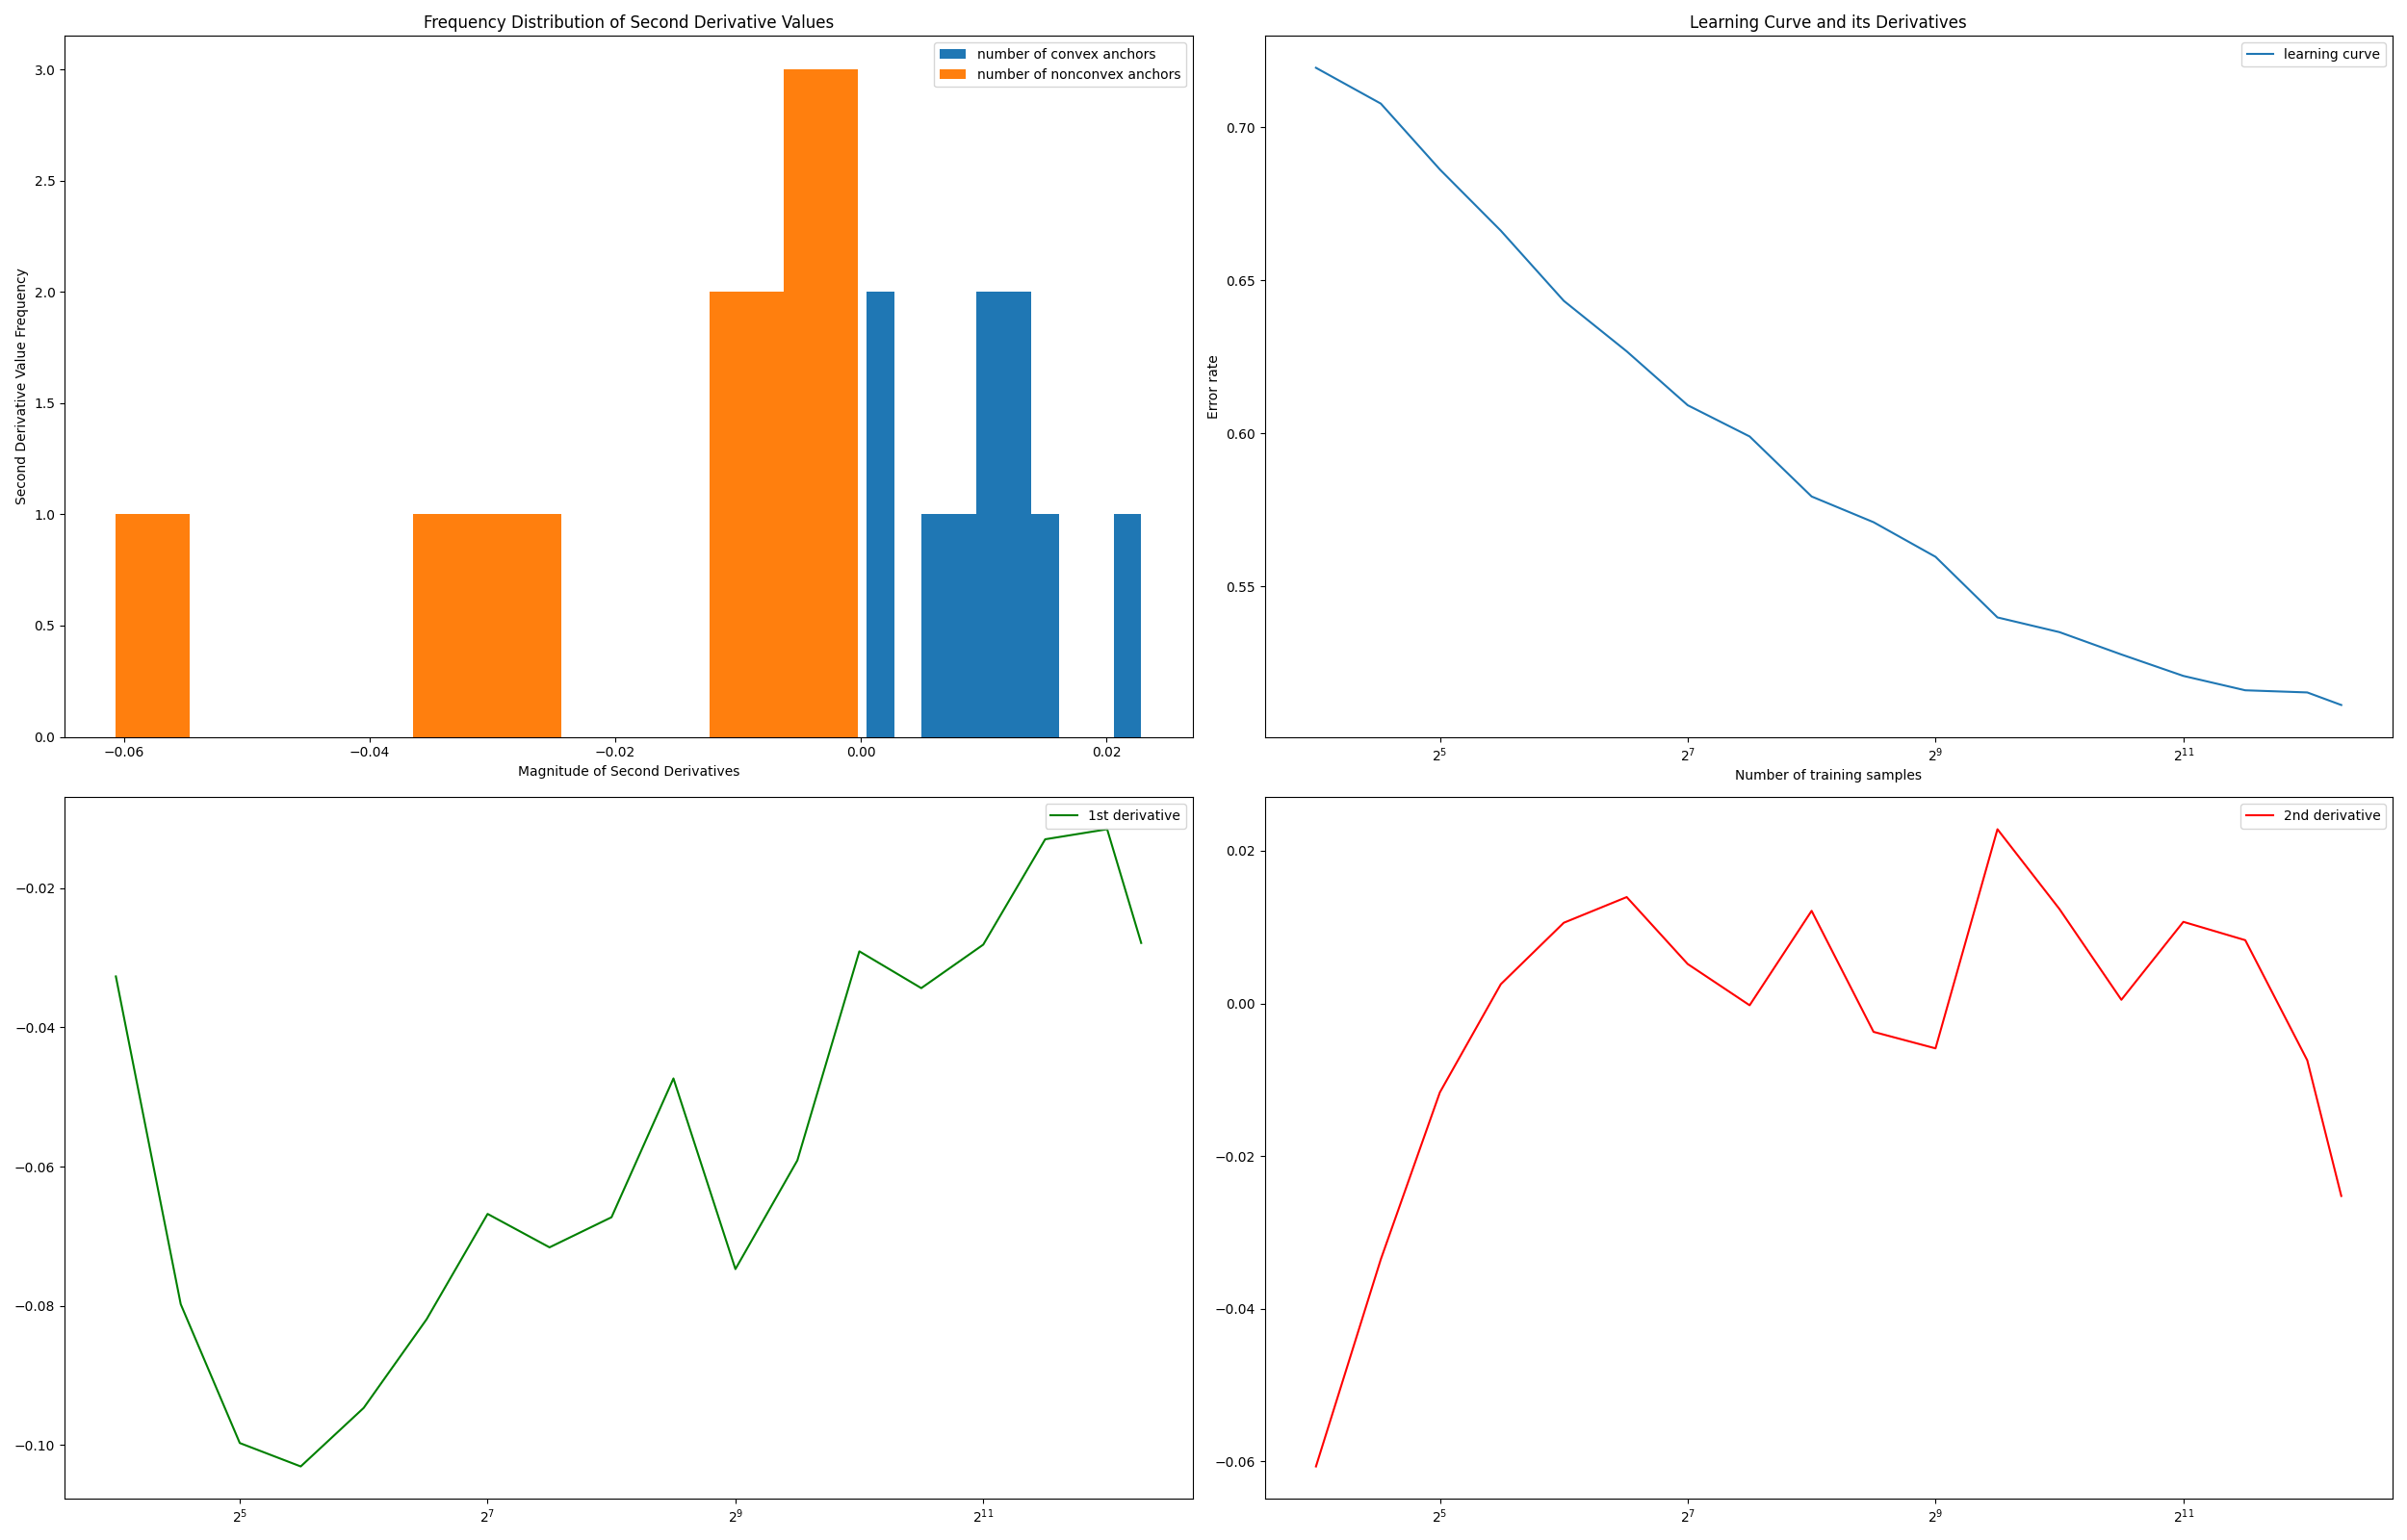 Frequency Distribution of Second Derivative Values
number of convex anchors
number of nonconvex anchors
Second Derivative Value Frequency
3.0
2.5
2.0
1.5
1.0
0.5
0.0
−0.06 −0.04 −0.02 0.00 0.02
Magnitude of Second Derivatives
Learning Curve and its Derivatives
learning curve
Error rate
0.70
0.65
0.60
0.55
2^5 2^7 2^9 2^11
Number of training samples
1st derivative
−0.02
−0.04
−0.06
−0.08
−0.10
2^5 2^7 2^9 2^11
2nd derivative
0.02
0.00
−0.02
−0.04
−0.06
2^5 2^7 2^9 2^11